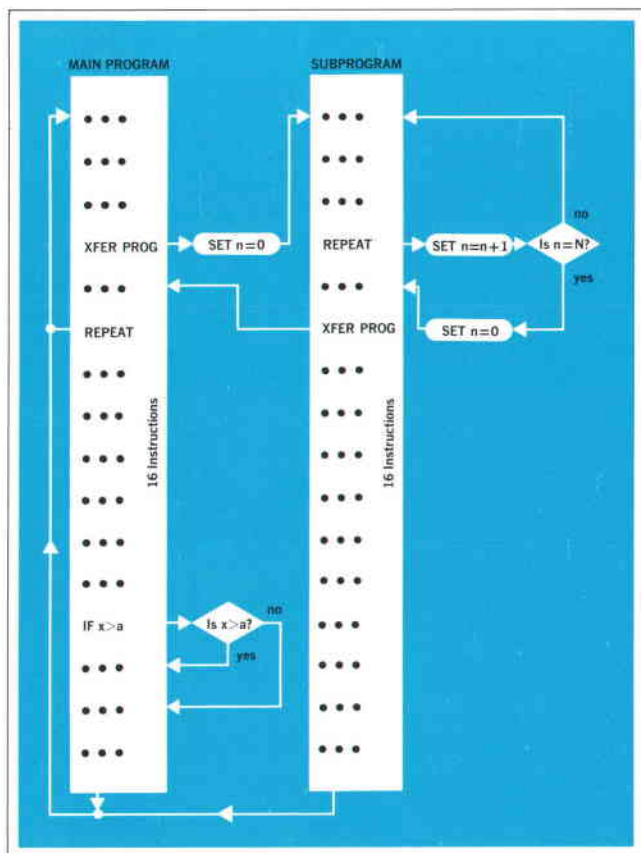 MAIN PROGRAM
SUBPROGRAM
XFER PROG
SET n=0
REPEAT
SET n=n+1
Is n=N?
no
yes
REPEAT
XFER PROG
SET n=0
16 Instructions
16 Instructions
IF x>a
Is x>a?
no
yes